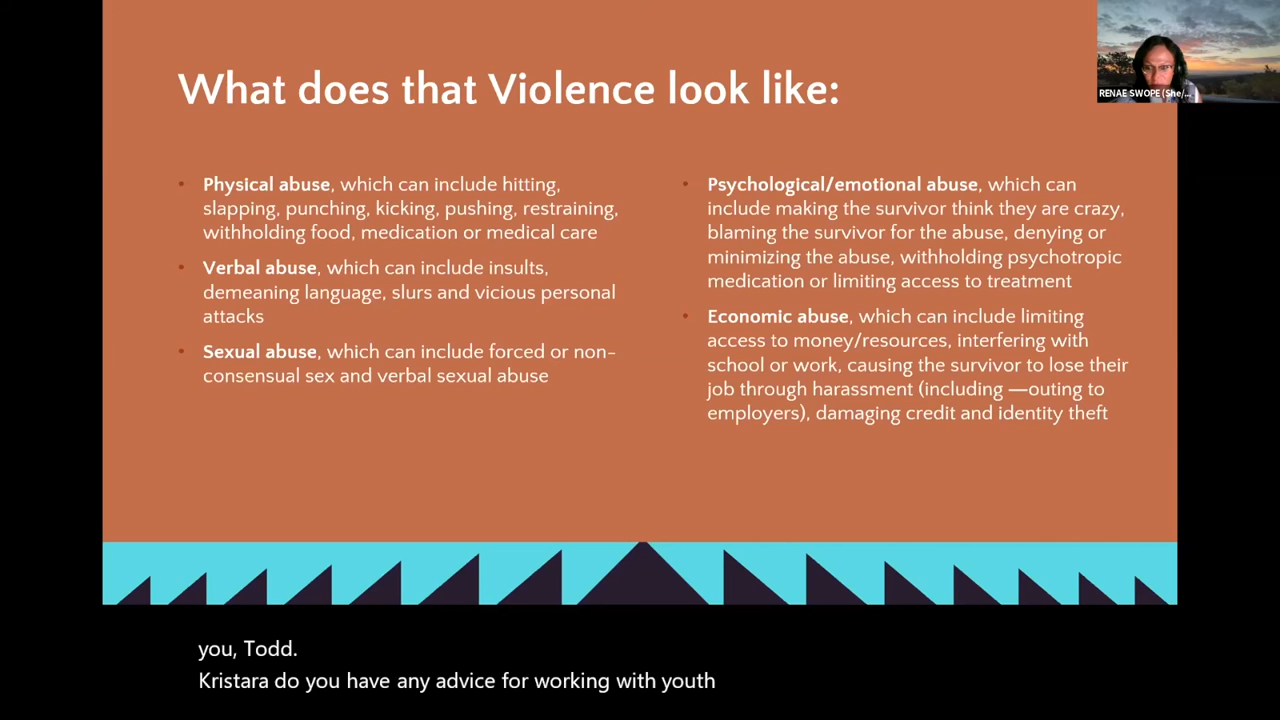 What does that Violence look like:
RENAE SWOPE (She/...
• Physical abuse, which can include hitting,
slapping, punching, kicking, pushing, restraining,
withholding food, medication or medical care
• Verbal abuse, which can include insults,
demeaning language, slurs and vicious personal
attacks
• Sexual abuse, which can include forced or non-
consensual sex and verbal sexual abuse
• Psychological/emotional abuse, which can
include making the survivor think they are crazy,
blaming the survivor for the abuse, denying or
minimizing the abuse, withholding psychotropic
medication or limiting access to treatment
• Economic abuse, which can include limiting
access to money/resources, interfering with
school or work, causing the survivor to lose their
job through harassment (including —outing to
employers), damaging credit and identity theft
you, Todd.
Kristara do you have any advice for working with youth